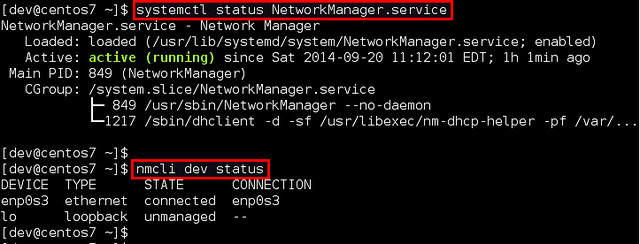 [dev@centos7 ~]$ systemctl status NetworkManager.service
NetworkManager.service - Network Manager
Loaded: loaded (/usr/lib/systemd/system/NetworkManager.service; enabled)
Active: active (running) since Sat 2014-09-20 11:12:01 EDT; 1h 1min ago
Main PID: 849 (NetworkManager)
CGroup: /system.slice/NetworkManager.service
├─ 849 /usr/sbin/NetworkManager --no-daemon
└─1217 /sbin/dhclient -d -sf /usr/libexec/nm-dhcp-helper -pf /var/...
[dev@centos7 ~]$
[dev@centos7 ~]$ nmcli dev status
DEVICE TYPE STATE CONNECTION
enp0s3 ethernet connected enp0s3
lo loopback unmanaged --
[dev@centos7 ~]$